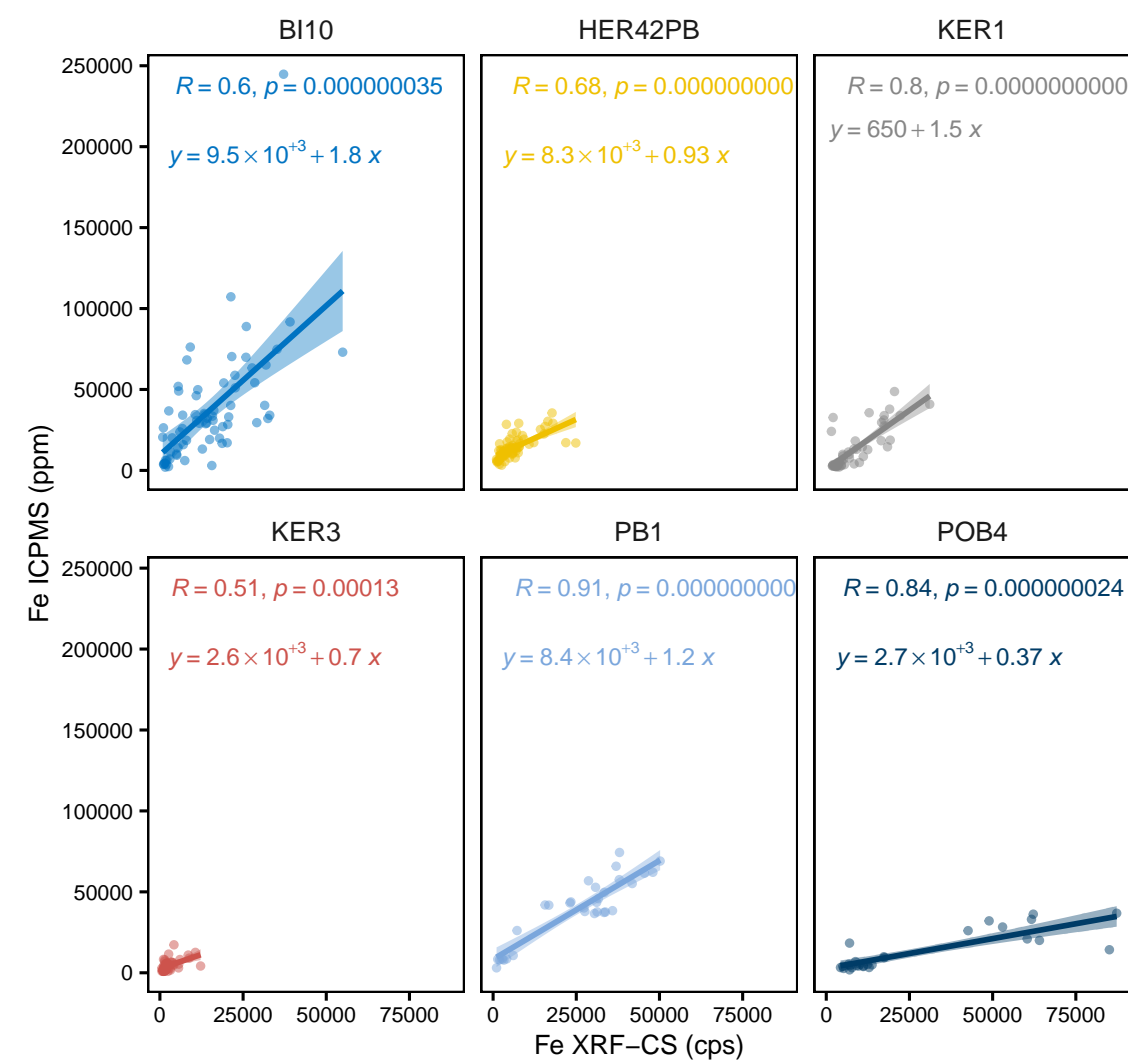 BI10
HER42PB
KER1
R = 0.6, p = 0.000000035
R = 0.68, p = 0.000000000
R = 0.8, p = 0.0000000000
y = 9.5 × 10⁺³ + 1.8 x
y = 8.3 × 10⁺³ + 0.93 x
y = 650 + 1.5 x
250000
200000
150000
100000
50000
0
Fe ICPMS (ppm)
KER3
PB1
POB4
R = 0.51, p = 0.00013
R = 0.91, p = 0.000000000
R = 0.84, p = 0.000000024
y = 2.6 × 10⁺³ + 0.7 x
y = 8.4 × 10⁺³ + 1.2 x
y = 2.7 × 10⁺³ + 0.37 x
250000
200000
150000
100000
50000
0
0 25000 50000 75000
0 25000 50000 75000
0 25000 50000 75000
Fe XRF−CS (cps)